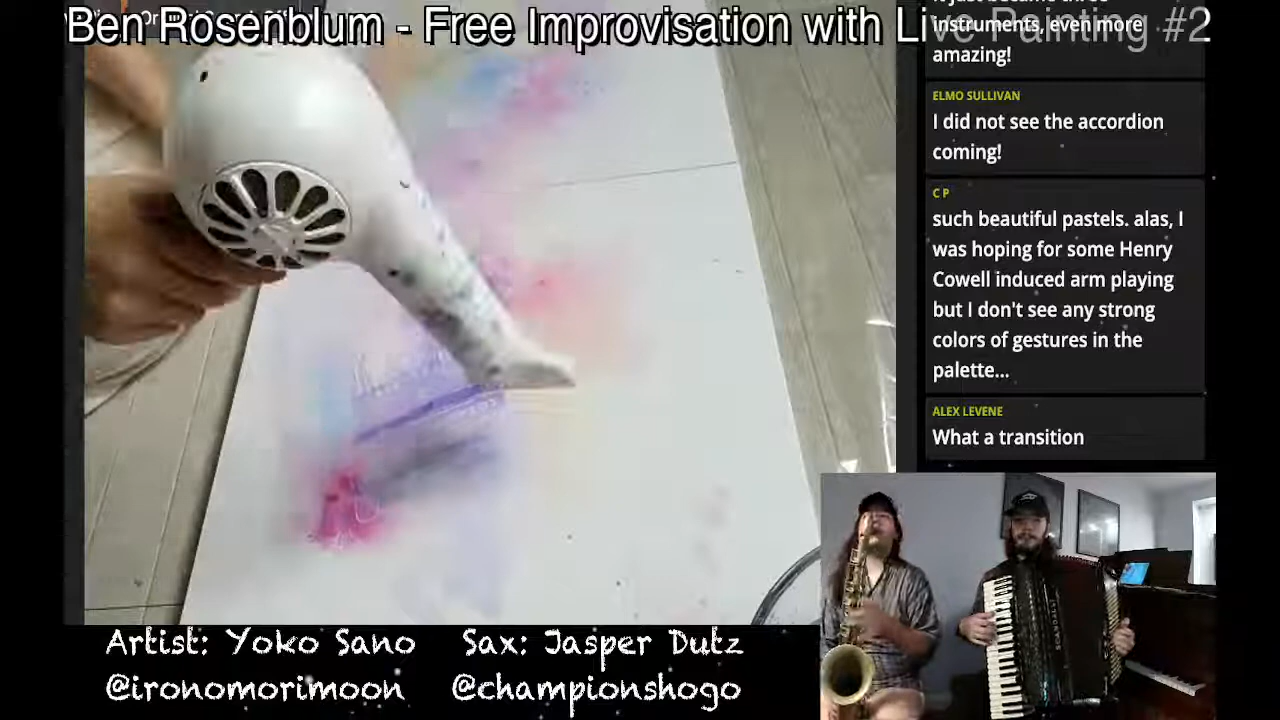 Ben Rosenblum - Free Improvisation with Live Painting #2
instruments, even more
amazing!
ELMO SULLIVAN
I did not see the accordion
coming!
C P
such beautiful pastels. alas, I
was hoping for some Henry
Cowell induced arm playing
but I don't see any strong
colors of gestures in the
palette...
ALEX LEVENE
What a transition
Artist: Yoko Sano
@ironomorimoon
Sax: Jasper Dutz
@championshogo